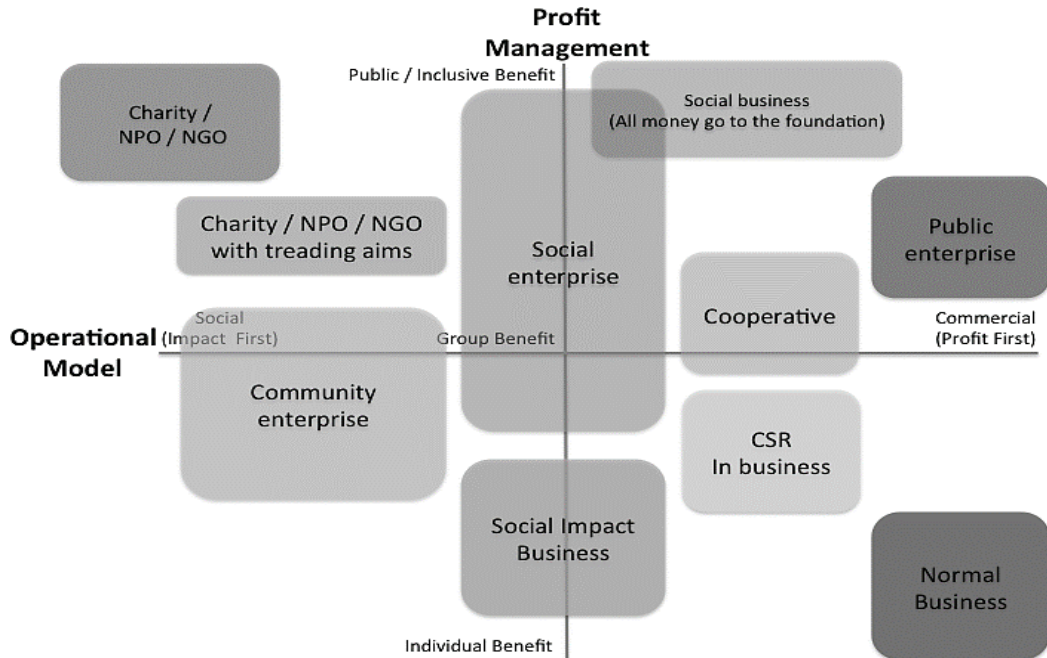 Profit
Management
Public / Inclusive Benefit
Charity /
NPO / NGO
Social business
(All money go to the foundation)
Charity / NPO / NGO
with treading aims
Social
enterprise
Public
enterprise
Operational
Model
Social
(Impact First)
Group Benefit
Cooperative
Commercial
(Profit First)
Community
enterprise
CSR
In business
Social Impact
Business
Normal
Business
Individual Benefit